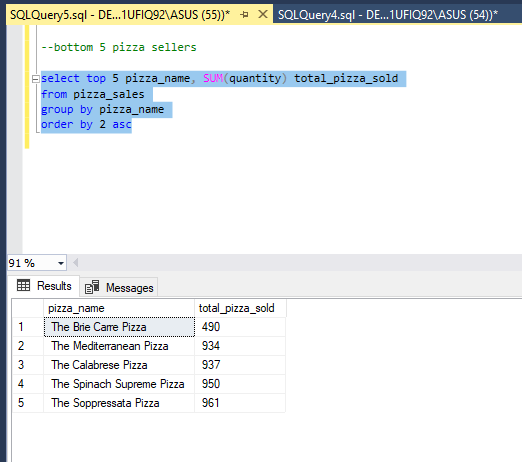 SQLQuery5.sql - DE...1UFIQ92\ASUS (55))* SQLQuery4.sql - DE...1UFIQ92\ASUS (54))*
--bottom 5 pizza sellers
select top 5 pizza_name, SUM(quantity) total_pizza_sold
from pizza_sales
group by pizza_name
order by 2 asc
91 %
Results Messages
pizza_name total_pizza_sold
1 The Brie Carre Pizza 490
2 The Mediterranean Pizza 934
3 The Calabrese Pizza 937
4 The Spinach Supreme Pizza 950
5 The Soppressata Pizza 961